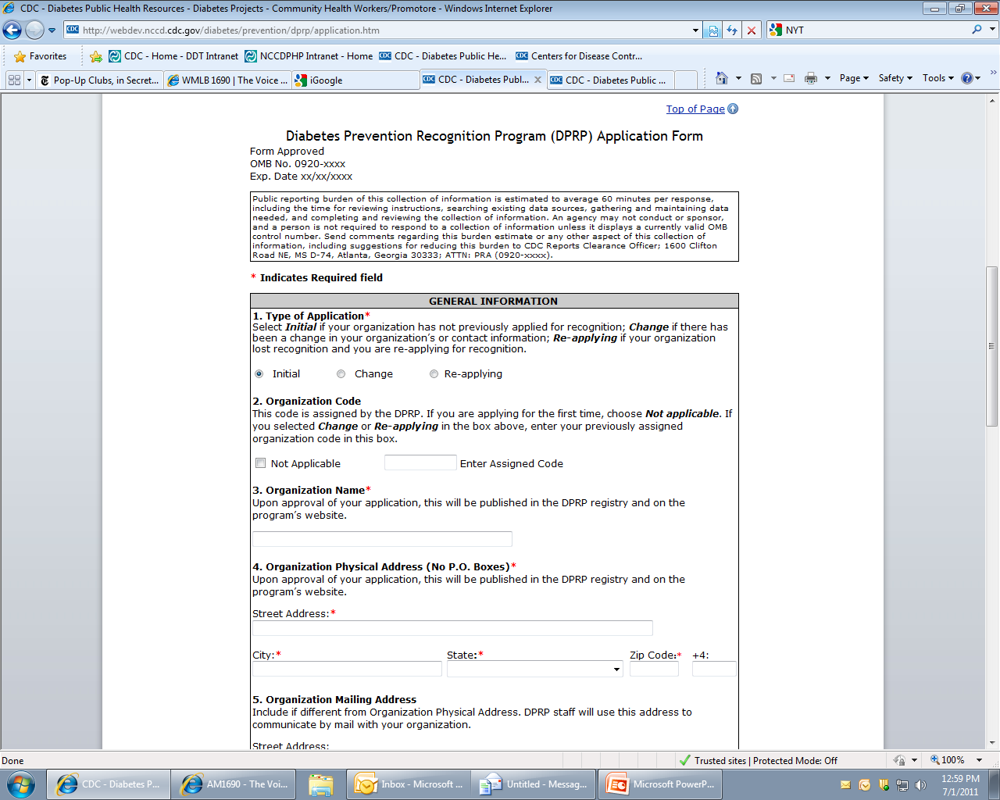 CDC - Diabetes Public Health Resources - Diabetes Projects - Community Health Workers/Promotore - Windows Internet Explorer
CDC http://webdev.nccd.cdc.gov/diabetes/prevention/dprp/application.htm
NYT
Favorites
CDC - Home - DDT Intranet
NCCDPHP Intranet - Home
CDC CDC - Diabetes Public He...
CDC Centers for Disease Contr...
Pop-Up Clubs, in Secret...
WMLB 1690 | The Voice ...
iGoogle
CDC CDC - Diabetes Publ...
CDC CDC - Diabetes Public ...
Page
Safety
Tools
Top of Page
Diabetes Prevention Recognition Program (DPRP) Application Form
Form Approved
OMB No. 0920-xxxx
Exp. Date xx/xx/xxxx
Public reporting burden of this collection of information is estimated to average 60 minutes per response,
including the time for reviewing instructions, searching existing data sources, gathering and maintaining data
needed, and completing and reviewing the collection of information. An agency may not conduct or sponsor,
and a person is not required to respond to a collection of information unless it displays a currently valid OMB
control number. Send comments regarding this burden estimate or any other aspect of this collection of
information, including suggestions for reducing this burden to CDC Reports Clearance Officer; 1600 Clifton
Road NE, MS D-74, Atlanta, Georgia 30333; ATTN: PRA (0920-xxxx).
* Indicates Required field
GENERAL INFORMATION
1. Type of Application*
Select Initial if your organization has not previously applied for recognition; Change if there has
been a change in your organization's or contact information; Re-applying if your organization
lost recognition and you are re-applying for recognition.
Initial Change Re-applying
2. Organization Code
This code is assigned by the DPRP. If you are applying for the first time, choose Not applicable. If
you selected Change or Re-applying in the box above, enter your previously assigned
organization code in this box.
Not Applicable Enter Assigned Code
3. Organization Name*
Upon approval of your application, this will be published in the DPRP registry and on the
program's website.
4. Organization Physical Address (No P.O. Boxes)*
Upon approval of your application, this will be published in the DPRP registry and on the
program's website.
Street Address:*
City:* State:* Zip Code:* +4:
5. Organization Mailing Address
Include if different from Organization Physical Address. DPRP staff will use this address to
communicate by mail with your organization.
Street Address:
Done
Trusted sites | Protected Mode: Off
100%
CDC - Diabetes P...
AM1690 - The Voi...
Inbox - Microsoft ...
Untitled - Messag...
Microsoft PowerP...
12:59 PM
7/1/2011